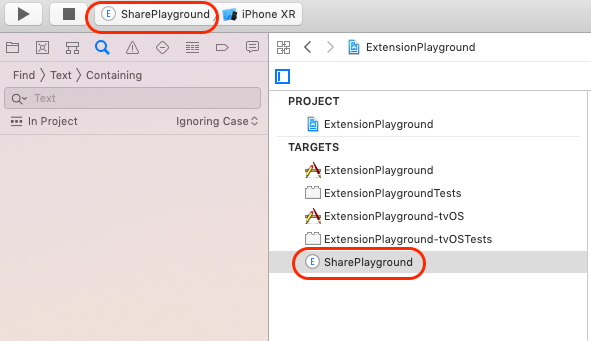 E SharePlayground iPhone XR
ExtensionPlayground
Find Text Containing
Text
In Project Ignoring Case
PROJECT
ExtensionPlayground
TARGETS
ExtensionPlayground
ExtensionPlaygroundTests
ExtensionPlayground-tvOS
ExtensionPlayground-tvOSTests
E SharePlayground